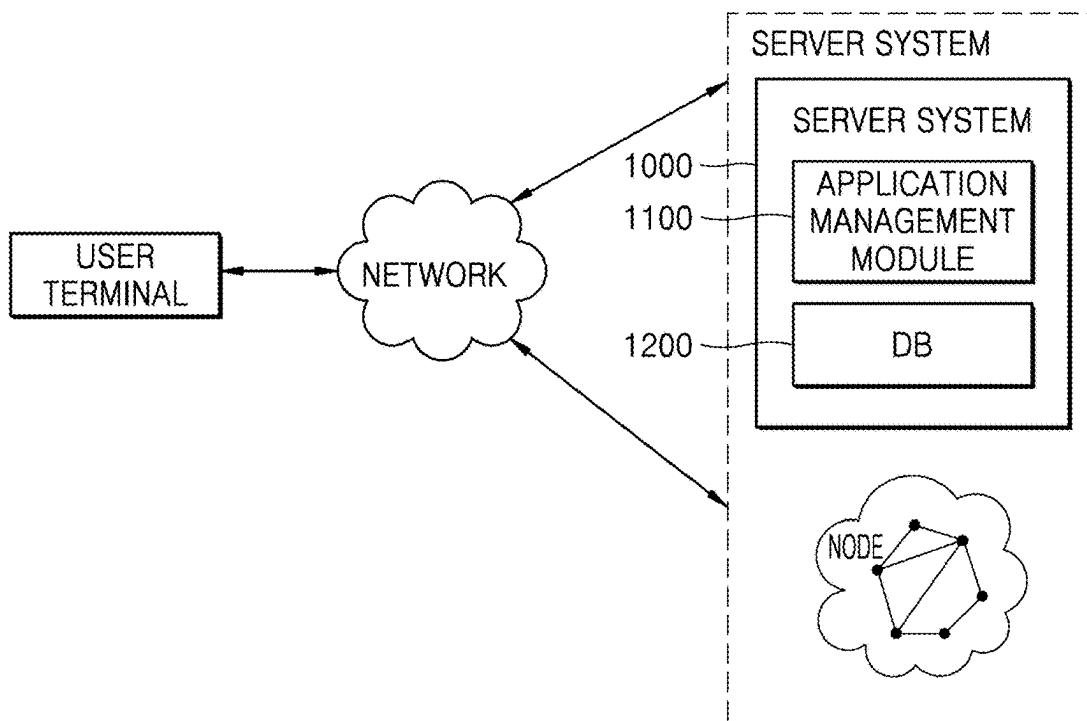 SERVER SYSTEM
SERVER SYSTEM
1000
APPLICATION
MANAGEMENT
MODULE
1100
USER
TERMINAL
NETWORK
1200
DB
NODE